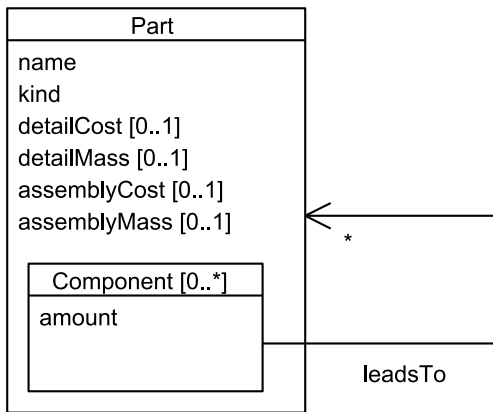 Part
name
kind
detailCost [0..1]
detailMass [0..1]
assemblyCost [0..1]
assemblyMass [0..1]
*
Component [0..*]
amount
leadsTo